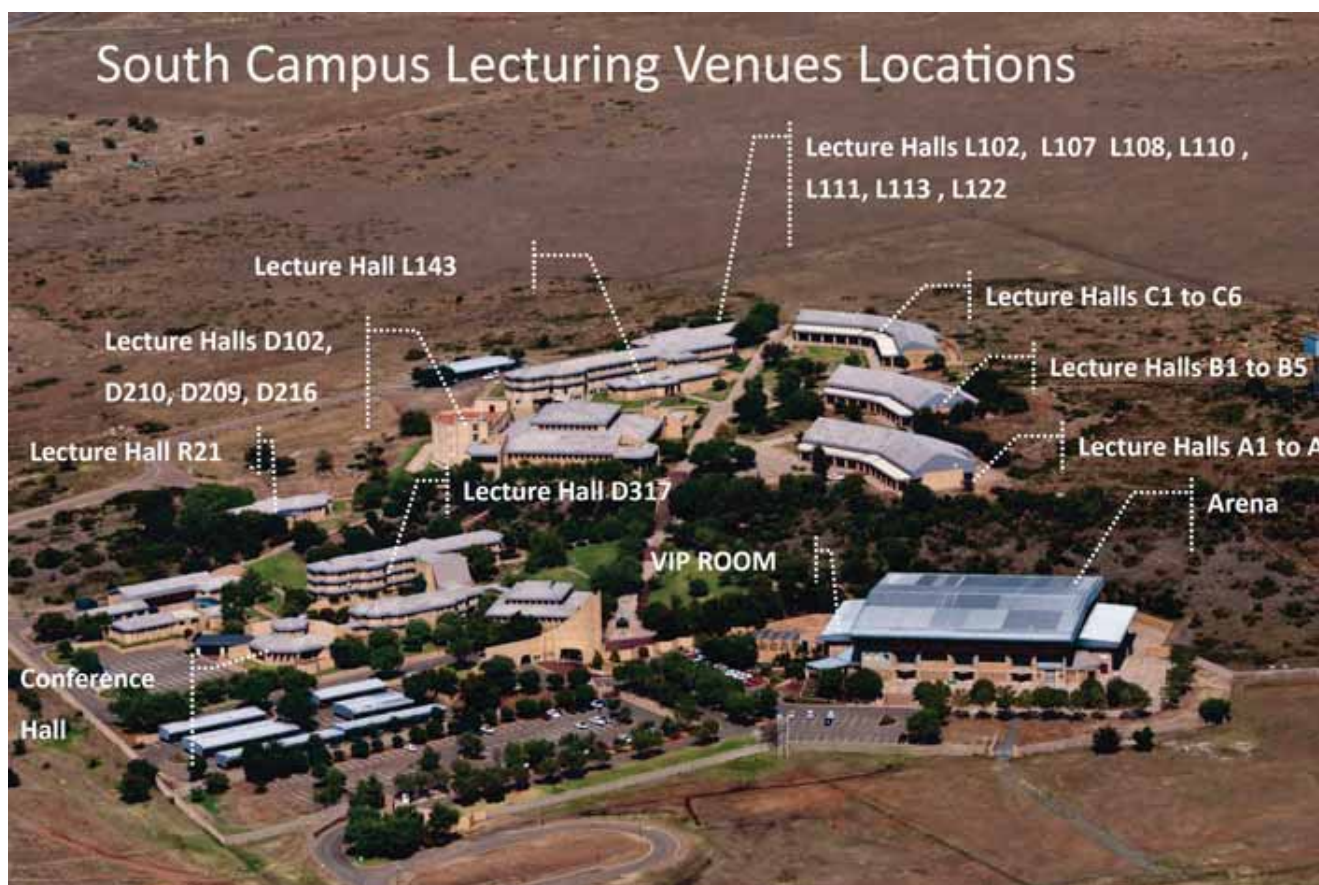 South Campus Lecturing Venues Locations
Lecture Halls L102, L107 L108, L110 ,
L111, L113 , L122
Lecture Hall L143
Lecture Halls C1 to C6
Lecture Halls D102,
D210, D209, D216
Lecture Halls B1 to B5
Lecture Hall R21
Lecture Halls A1 to A
Lecture Hall D317
Arena
VIP ROOM
Conference
Hall